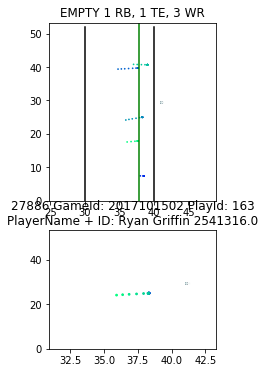 EMPTY 1 RB, 1 TE, 3 WR
50
40
30
20
10
0
25 30 35 40 45
27886 GameId: 2017101502 PlayId: 163
PlayerName + ID: Ryan Griffin 2541316.0
40
20
0
32.5 35.0 37.5 40.0 42.5